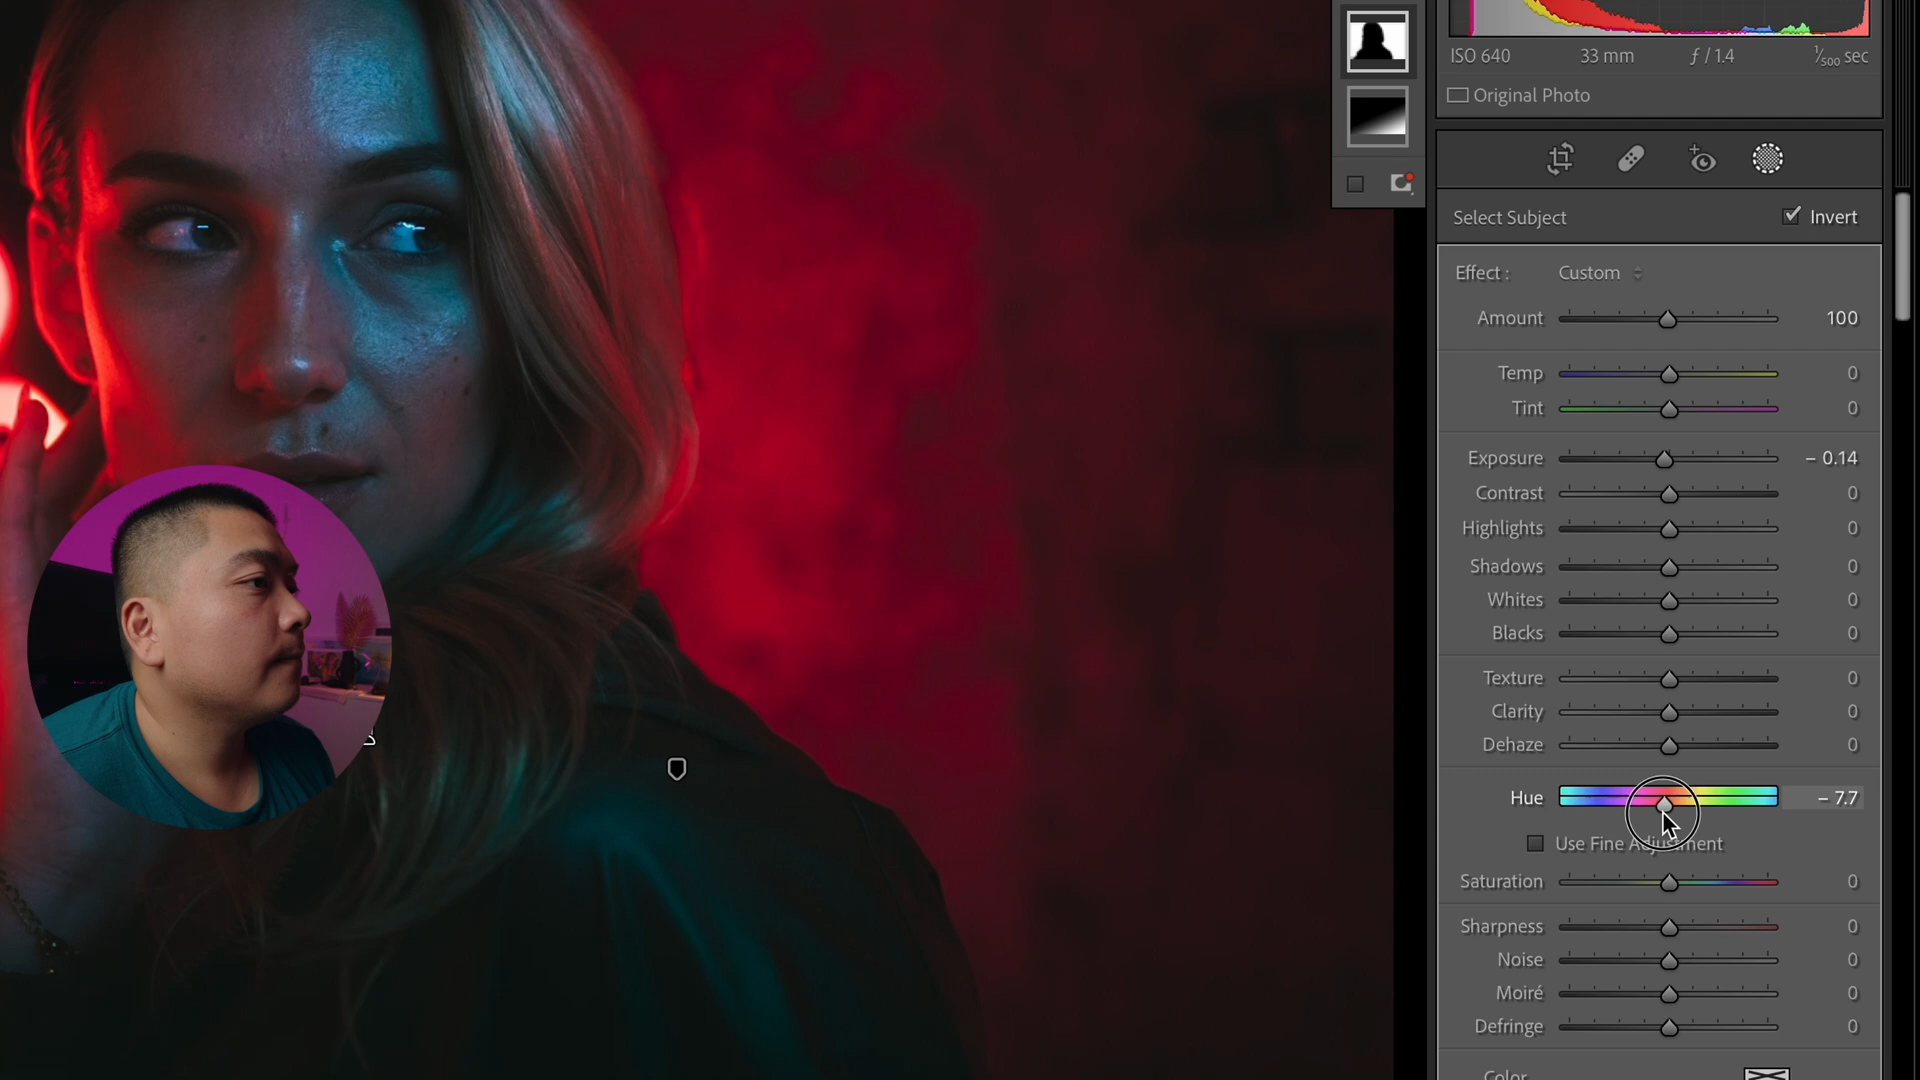 ISO 640 33 mm ƒ / 1.4 1/500 sec
Original Photo
Select Subject Invert
Effect : Custom
Amount 100
Temp 0
Tint 0
Exposure – 0.14
Contrast 0
Highlights 0
Shadows 0
Whites 0
Blacks 0
Texture 0
Clarity 0
Dehaze 0
Hue – 7.7
Use Fine Adjustment
Saturation 0
Sharpness 0
Noise 0
Moiré 0
Defringe 0
Color